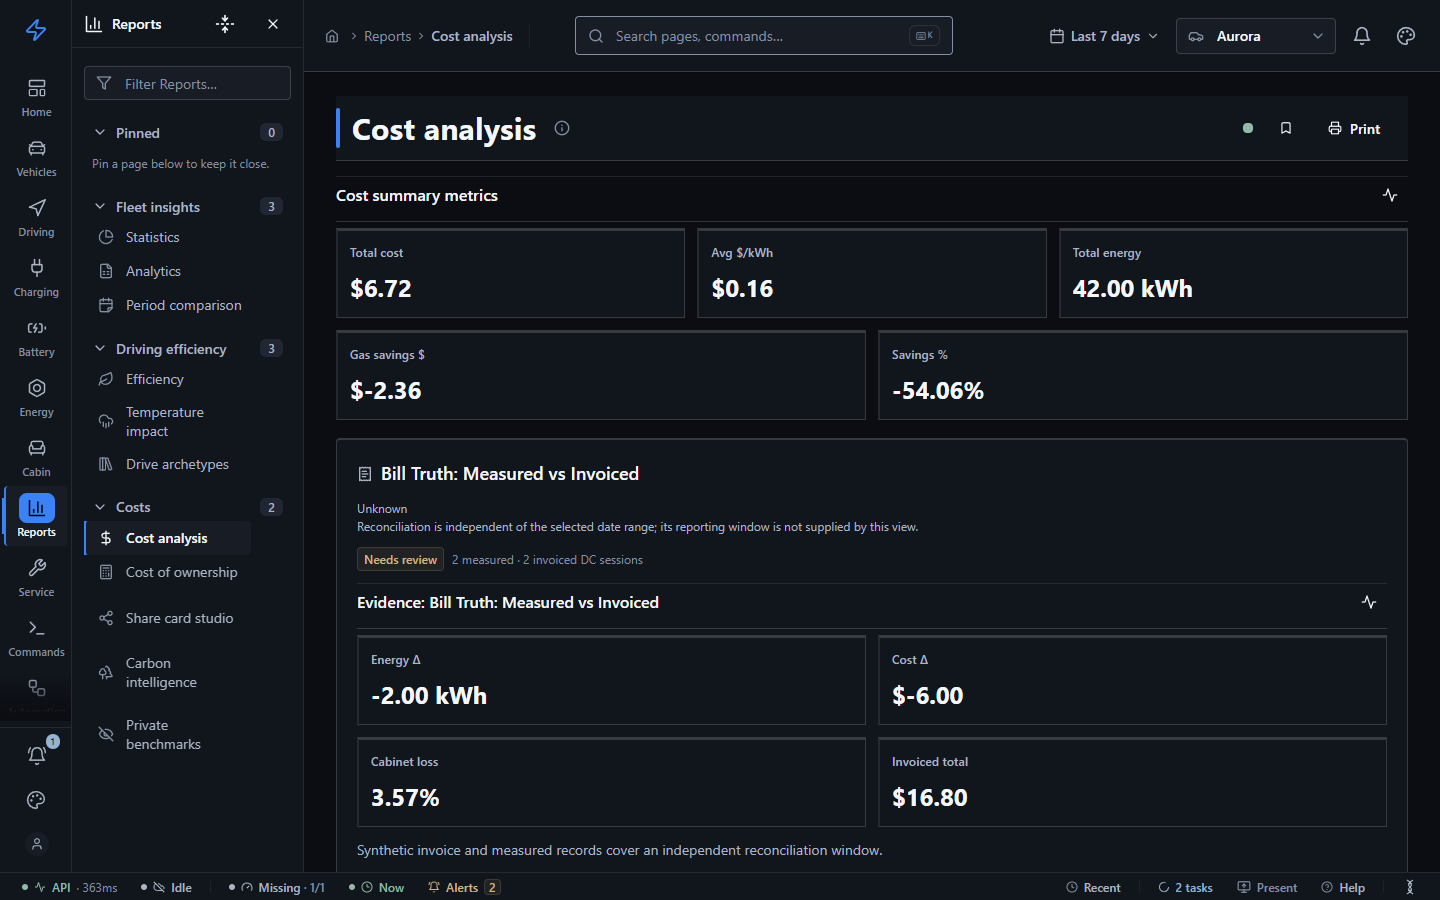 Reports
Reports
Cost analysis
Search pages, commands...
K
Last 7 days
Aurora
Home
Vehicles
Driving
Charging
Battery
Energy
Cabin
Reports
Service
Commands
1
Filter Reports...
Pinned
0
Pin a page below to keep it close.
Fleet insights
3
Statistics
Analytics
Period comparison
Driving efficiency
3
Efficiency
Temperature
impact
Drive archetypes
Costs
2
Cost analysis
Cost of ownership
Share card studio
Carbon
intelligence
Private
benchmarks
Cost analysis
Print
Cost summary metrics
Total cost
$6.72
Avg $/kWh
$0.16
Total energy
42.00 kWh
Gas savings $
$-2.36
Savings %
-54.06%
Bill Truth: Measured vs Invoiced
Unknown
Reconciliation is independent of the selected date range; its reporting window is not supplied by this view.
Needs review
2 measured · 2 invoiced DC sessions
Evidence: Bill Truth: Measured vs Invoiced
Energy Δ
-2.00 kWh
Cost Δ
$-6.00
Cabinet loss
3.57%
Invoiced total
$16.80
Synthetic invoice and measured records cover an independent reconciliation window.
API · 363ms
Idle
Missing · 1/1
Now
Alerts 2
Recent
2 tasks
Present
Help